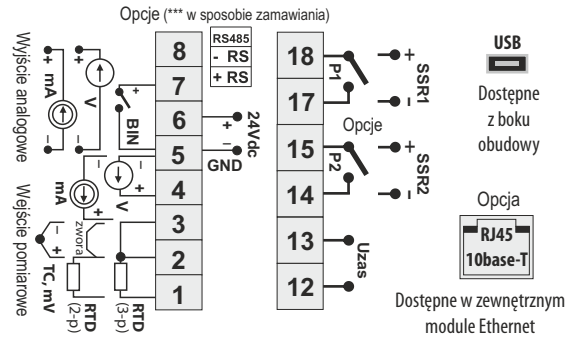 Opcje (*** w sposobie zamawiania)
Wyjście analogowe
Wejście pomiarowe
+ + 
mA
V
– –
RS485
- RS
+ RS
8
7
6
5
4
3
2
1
+
BIN
–
+ 24Vdc
–
GND
– –
mA
V
+ +
zwora
– +
TC, mV
RTD
(2-p)
RTD
(3-p)
18
17
15
14
13
12
P1
+
SSR1
-
Opcje
P2
+
SSR2
-
Uzas
USB
Dostępne
z boku
obudowy
Opcja
RJ45
10base-T
Dostępne w zewnętrznym
module Ethernet